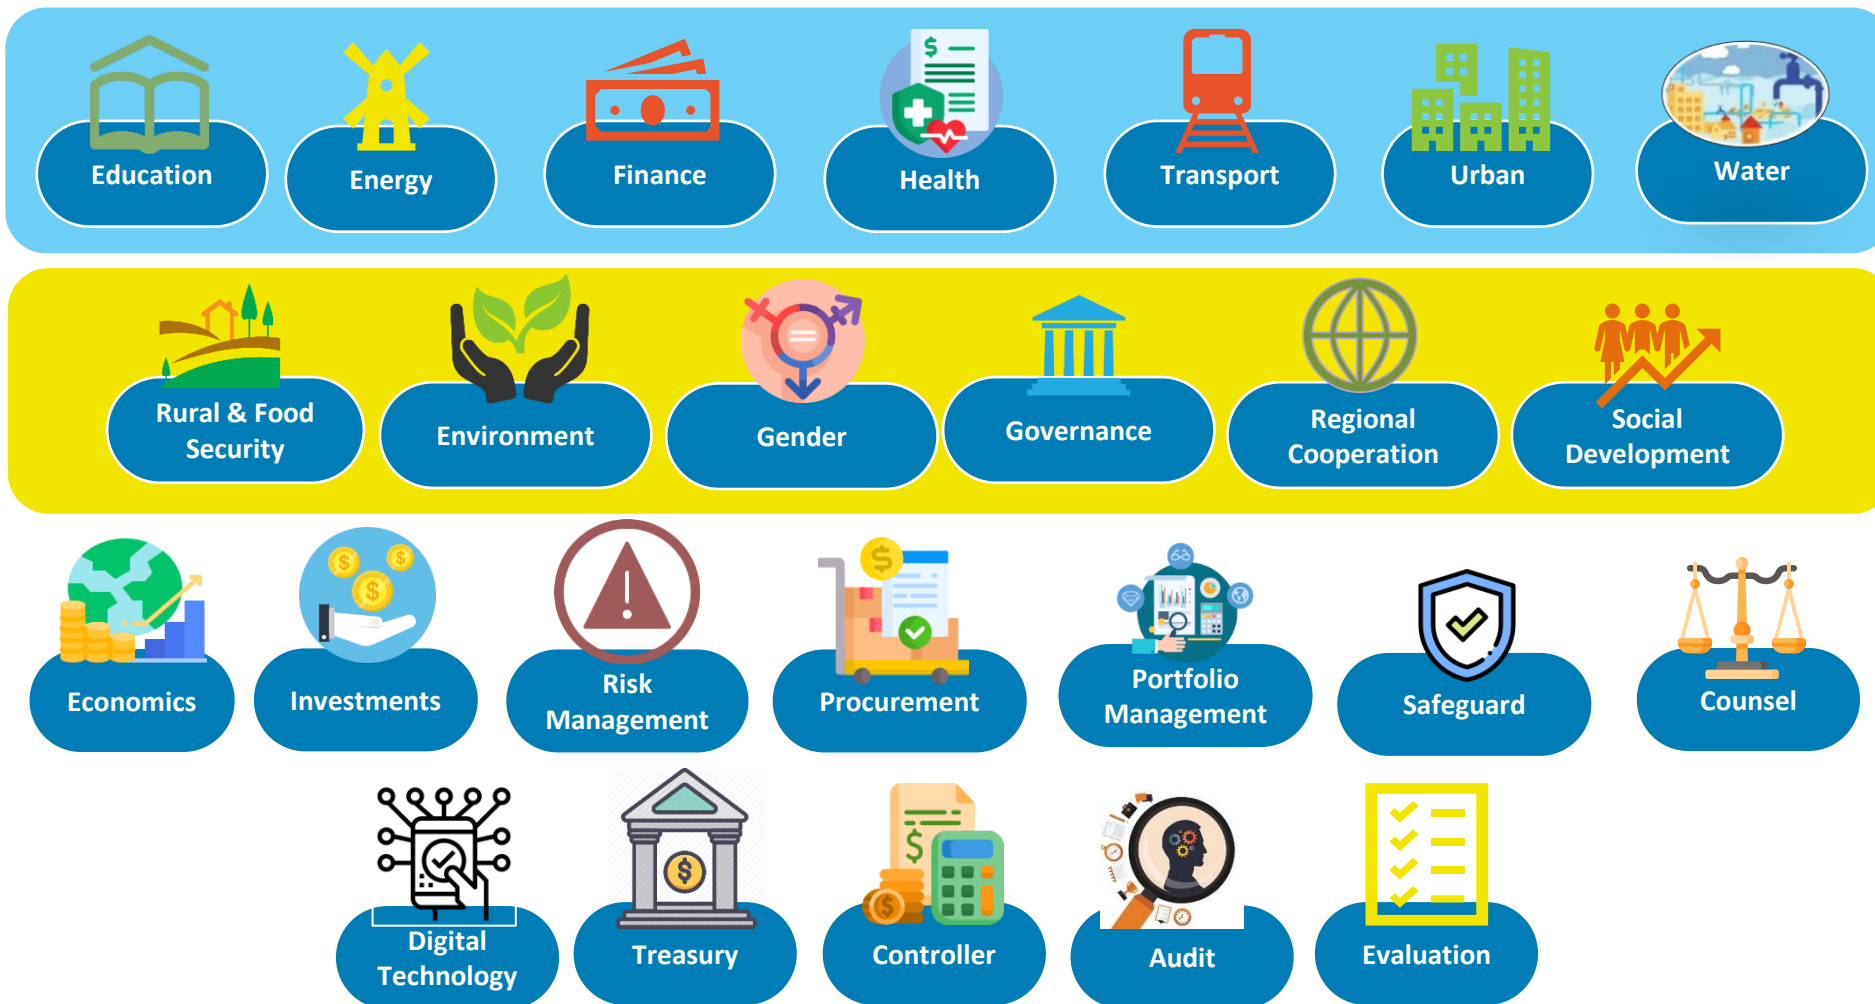 Education
Energy
Finance
Health
Transport
Urban
Water
Rural & Food
Security
Environment
Gender
Governance
Regional
Cooperation
Social
Development
Economics
Investments
Risk
Management
Procurement
Portfolio
Management
Safeguard
Counsel
Digital
Technology
Treasury
Controller
Audit
Evaluation